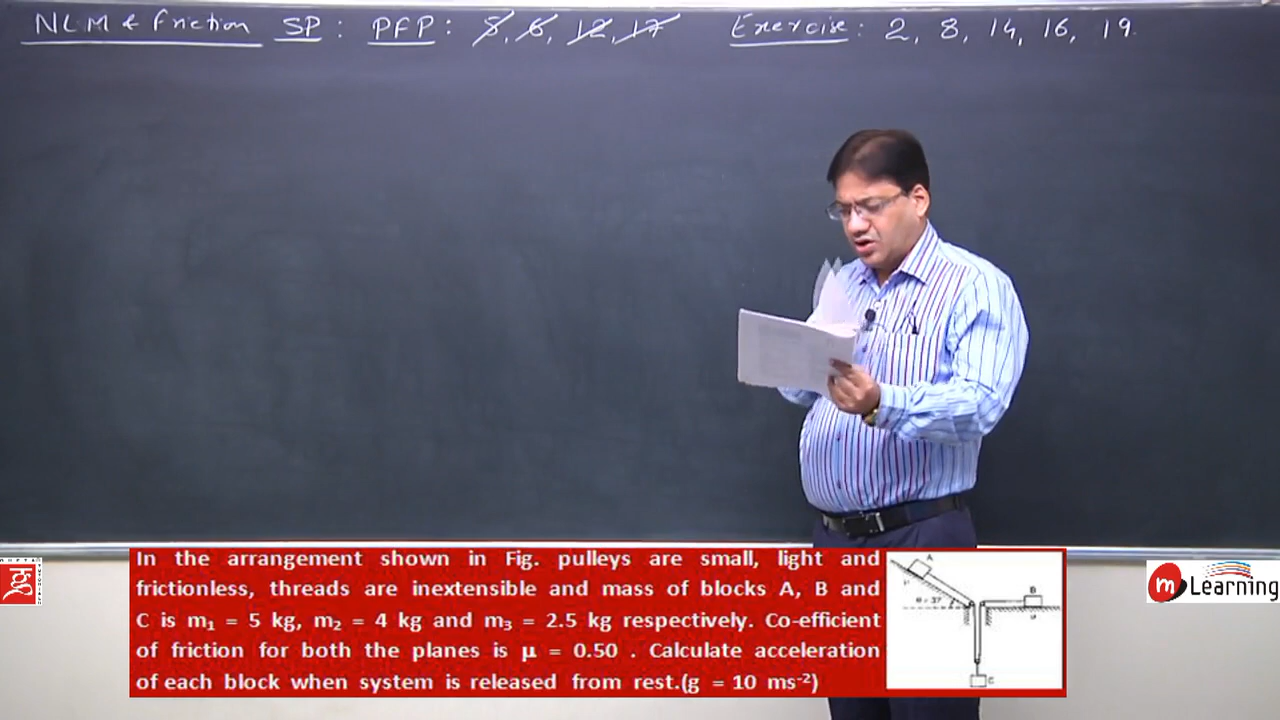 NLM & Friction SP : PFP : 5, 6, 12, 17 Exercise : 2, 8, 14, 16, 19
In the arrangement shown in Fig. pulleys are small, light and
frictionless, threads are inextensible and mass of blocks A, B and
C is m₁ = 5 kg, m₂ = 4 kg and m₃ = 2.5 kg respectively. Co-efficient
of friction for both the planes is μ = 0.50 . Calculate acceleration
of each block when system is released from rest.(g = 10 ms⁻²)
A
B
θ = 37
C
m Learning